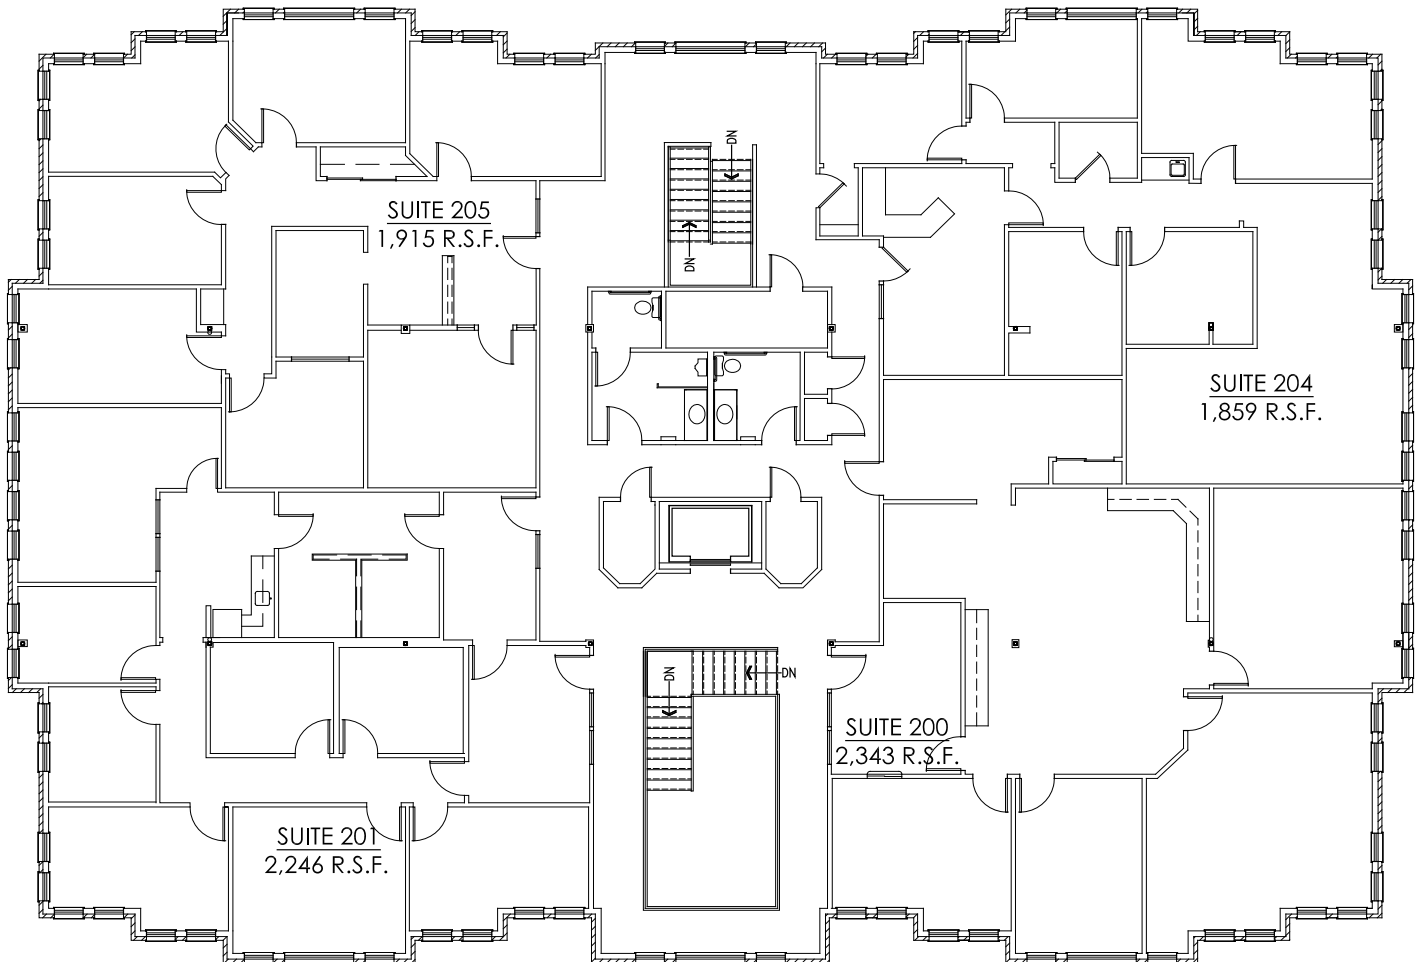 DN
DN
SUITE 205
1,915 R.S.F.
SUITE 204
1,859 R.S.F.
DN
DN
SUITE 200
2,343 R.S.F.
SUITE 201
2,246 R.S.F.